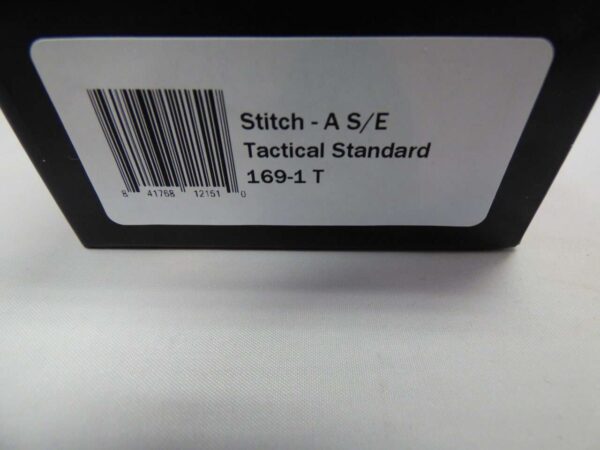 Stitch - A S/E
Tactical Standard
169-1 T
8 41768 12151 0